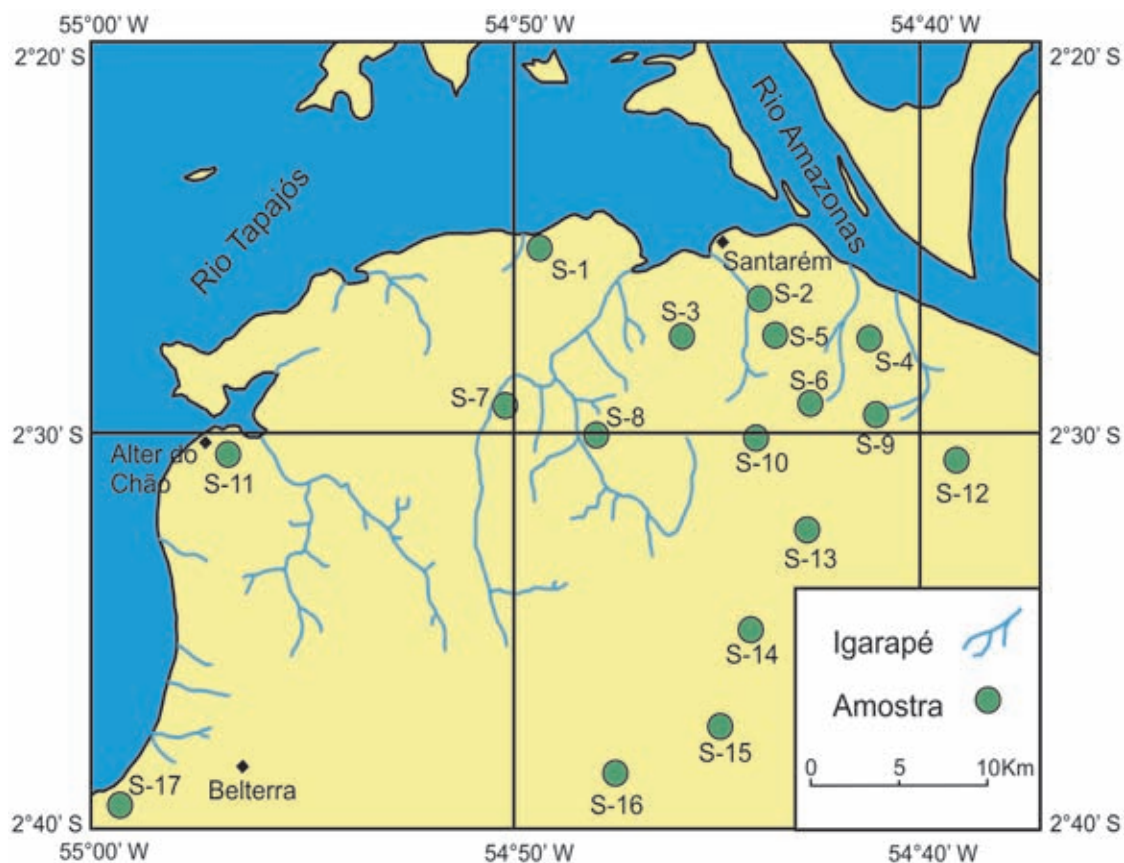 55°00' W
54°50' W
54°40' W
2°20' S
2°20' S
Rio Tapajós
Rio Amazonas
S-1
Santarém
S-2
S-3
S-5
S-4
S-6
S-7
S-8
S-9
2°30' S
2°30' S
Alter do
Chão
S-11
S-10
S-12
S-13
S-14
S-15
S-16
S-17
Belterra
Igarapé
Amostra
0 5 10Km
2°40' S
2°40' S
55°00' W
54°50' W
54°40' W